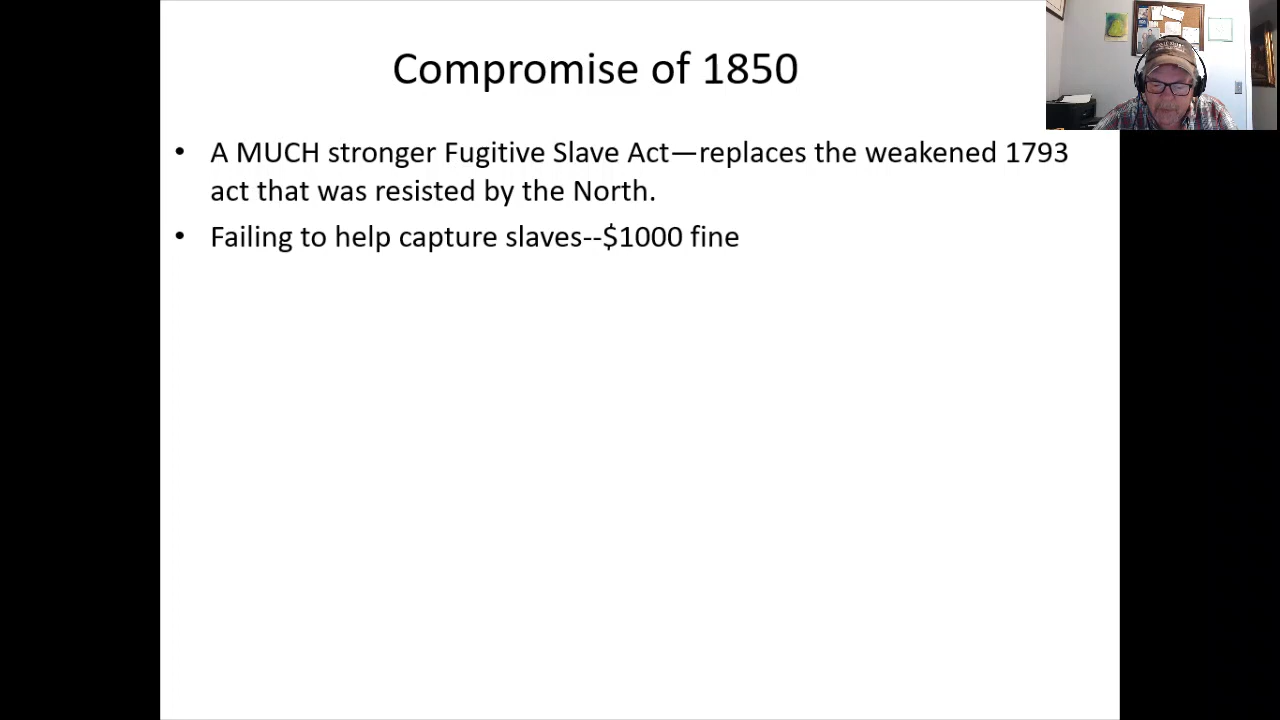 Compromise of 1850
• A MUCH stronger Fugitive Slave Act—replaces the weakened 1793
act that was resisted by the North.
• Failing to help capture slaves--$1000 fine